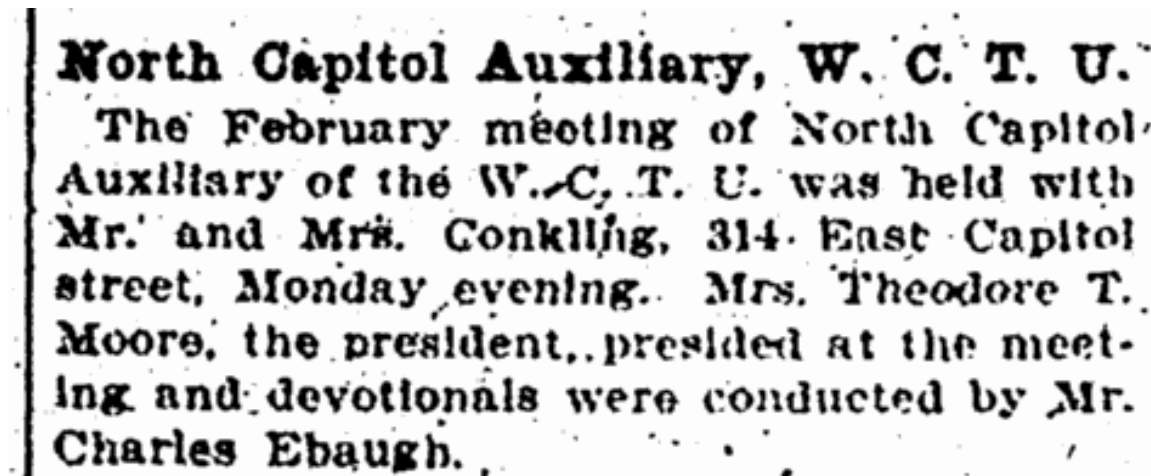 North Capitol Auxiliary, W. C. T. U.
The February meeting of North Capitol
Auxiliary of the W. C. T. U. was held with
Mr. and Mrs. Conkling, 314 East Capitol
street, Monday evening. Mrs. Theodore T.
Moore, the president, presided at the meet-
ing and devotionals were conducted by Mr.
Charles Ebaugh.